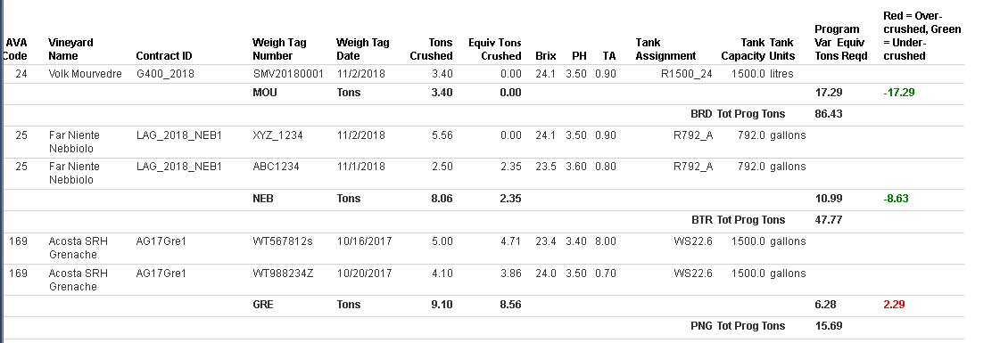 Red = Over-
crushed, Green
= Under-
crushed
Program
Var Equiv
Tons Reqd
AVA
Code
Vineyard
Name
Contract ID
Weigh Tag
Number
Weigh Tag
Date
Tons
Crushed
Equiv Tons
Crushed
Brix PH TA
Tank
Assignment
Tank
Capacity
Tank
Units
24 Volk Mourvedre G400_2018 SMV20180001 11/2/2018 3.40 0.00 24.1 3.50 0.90 R1500_24 1500.0 litres
MOU Tons 3.40 0.00 17.29 -17.29
BRD Tot Prog Tons 86.43
25 Far Niente LAG_2018_NEB1 XYZ_1234 11/2/2018 5.56 0.00 24.1 3.50 0.90 R792_A 792.0 gallons
Nebbiolo
25 Far Niente LAG_2018_NEB1 ABC1234 11/1/2018 2.50 2.35 23.5 3.60 0.80 R792_A 792.0 gallons
Nebbiolo
NEB Tons 8.06 2.35 10.99 -8.63
BTR Tot Prog Tons 47.77
169 Acosta SRH AG17Gre1 WT567812s 10/16/2017 5.00 4.71 23.4 3.40 8.00 WS22.6 1500.0 gallons
Grenache
169 Acosta SRH AG17Gre1 WT988234Z 10/20/2017 4.10 3.86 24.0 3.50 0.70 WS22.6 1500.0 gallons
Grenache
GRE Tons 9.10 8.56 6.28 2.29
PNG Tot Prog Tons 15.69